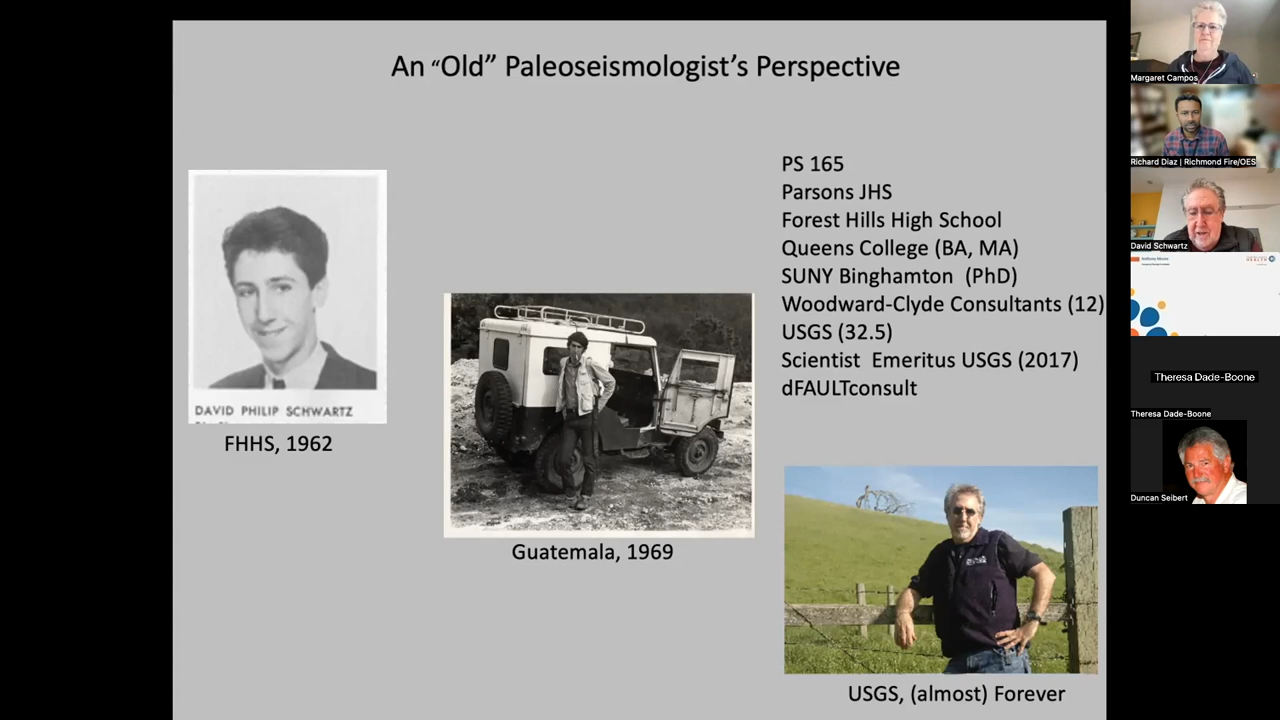 An “Old” Paleoseismologist’s Perspective
PS 165
Parsons JHS
Forest Hills High School
Queens College (BA, MA)
SUNY Binghamton (PhD)
Woodward-Clyde Consultants (12)
USGS (32.5)
Scientist Emeritus USGS (2017)
dFAULTconsult
DAVID PHILIP SCHWARTZ
FHHS, 1962
Guatemala, 1969
USGS, (almost) Forever
Margaret Campos
Richard Diaz | Richmond Fire/OES
David Schwartz
Theresa Dade-Boone
Theresa Dade-Boone
Duncan Seibert